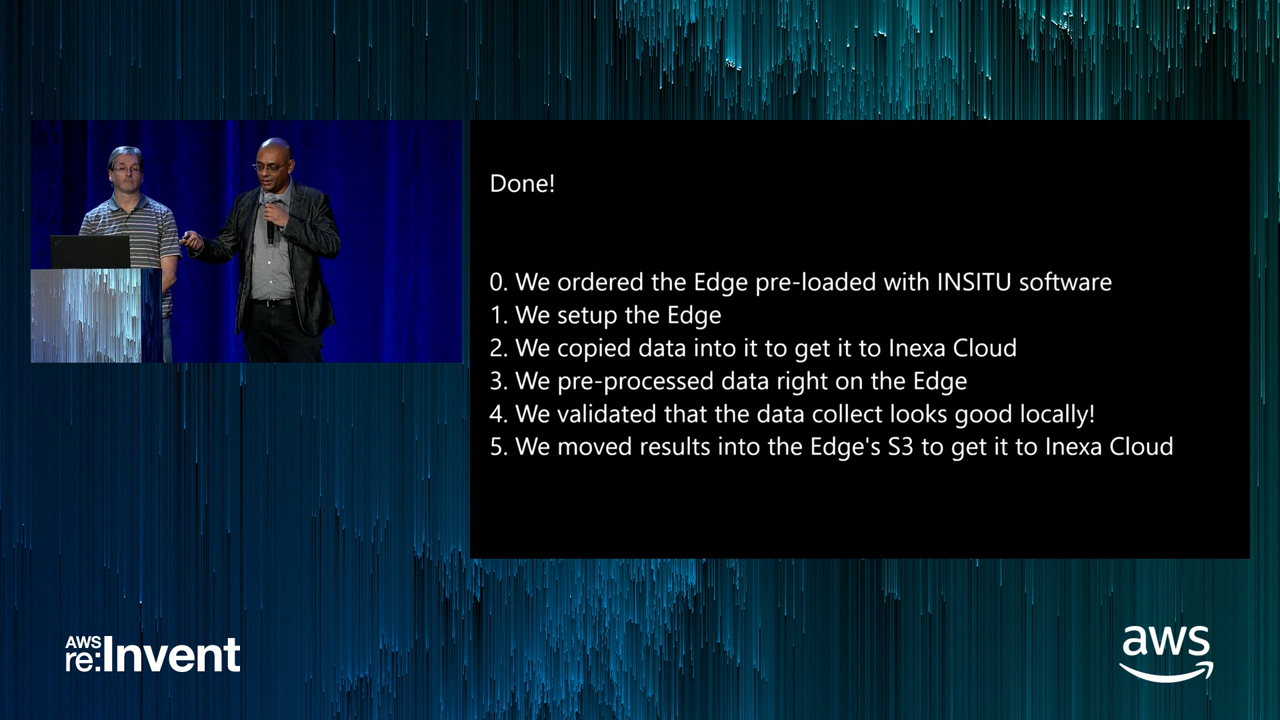 Done!
0. We ordered the Edge pre-loaded with INSITU software
1. We setup the Edge
2. We copied data into it to get it to Inexa Cloud
3. We pre-processed data right on the Edge
4. We validated that the data collect looks good locally!
5. We moved results into the Edge's S3 to get it to Inexa Cloud
AWS
re:Invent
aws